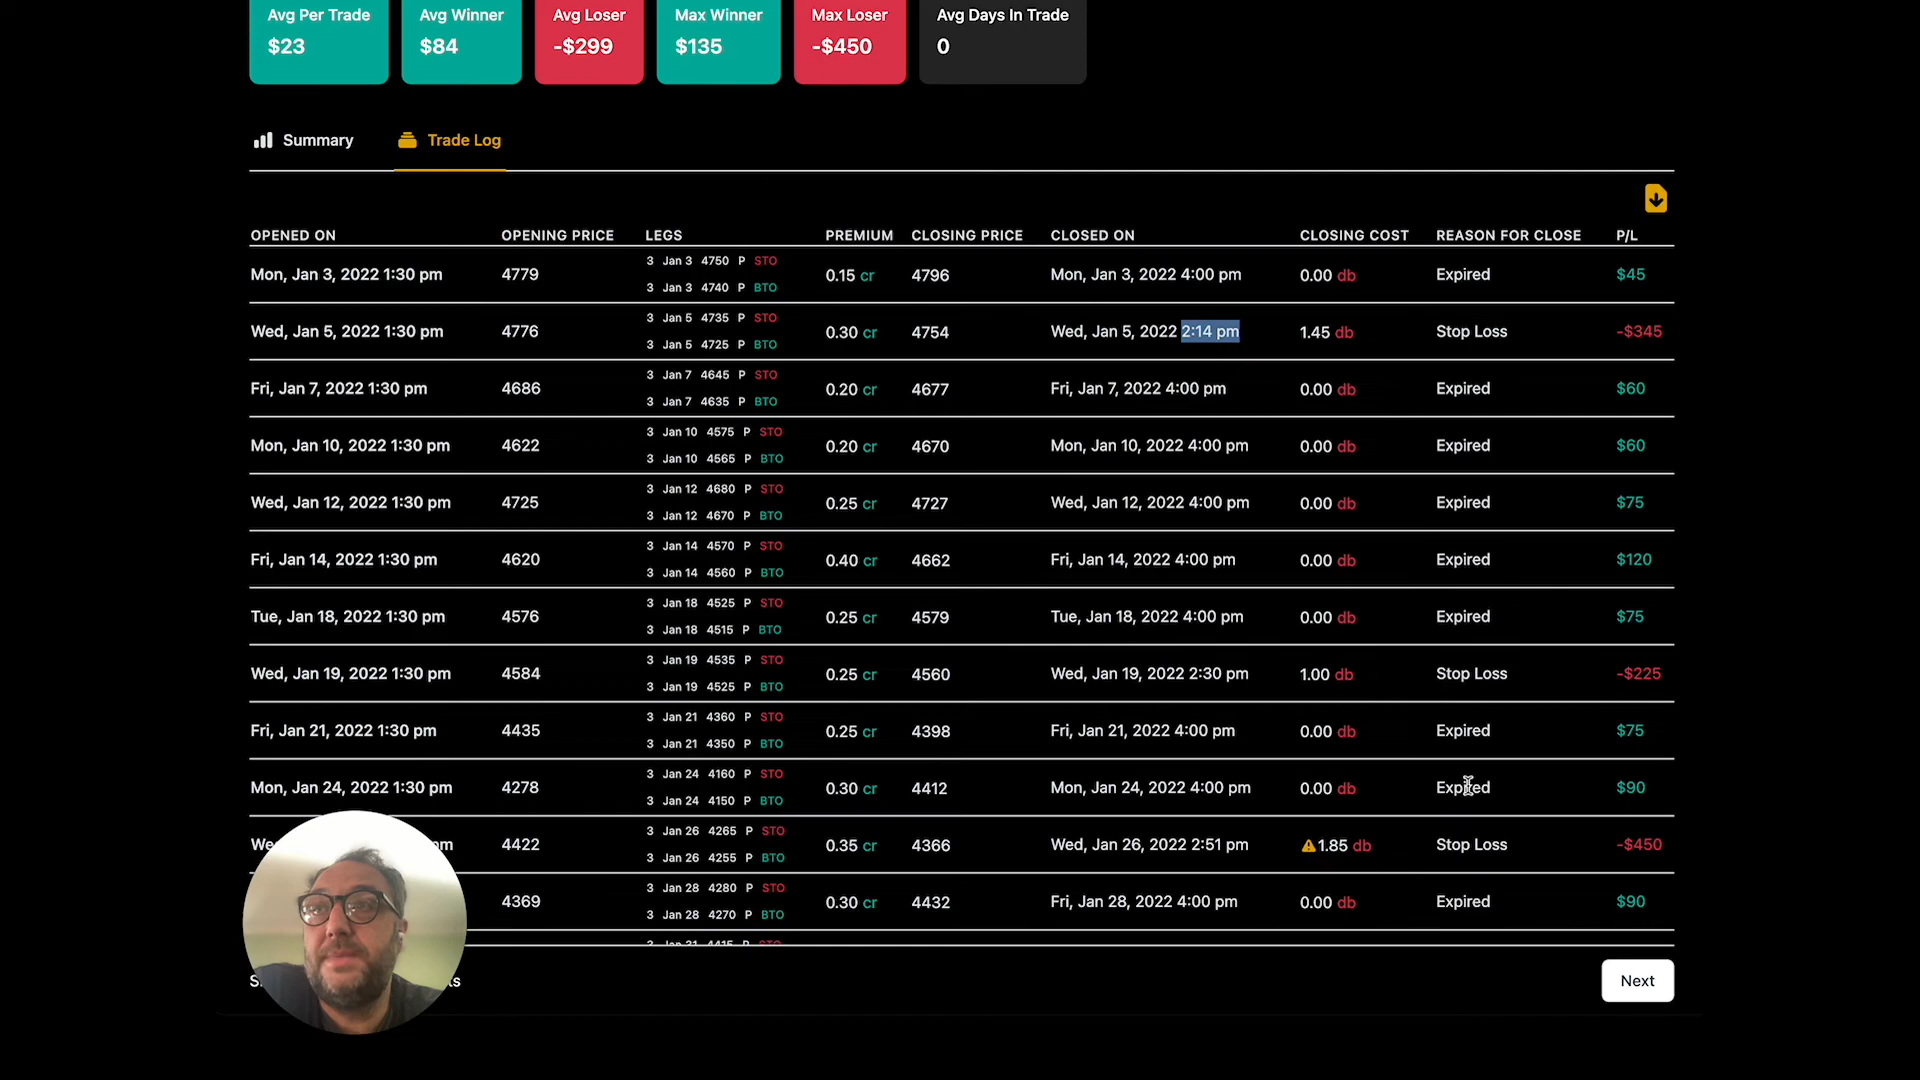 Avg Per Trade Avg Winner Avg Loser Max Winner Max Loser Avg Days In Trade
$23 $84 -$299 $135 -$450 0
Summary Trade Log
OPENED ON OPENING PRICE LEGS PREMIUM CLOSING PRICE CLOSED ON CLOSING COST REASON FOR CLOSE P/L
3 Jan 3 4750 P STO
Mon, Jan 3, 2022 1:30 pm 4779 0.15 cr 4796 Mon, Jan 3, 2022 4:00 pm 0.00 db Expired $45
3 Jan 3 4740 P BTO
3 Jan 5 4735 P STO
Wed, Jan 5, 2022 1:30 pm 4776 0.30 cr 4754 Wed, Jan 5, 2022 2:14 pm 1.45 db Stop Loss -$345
3 Jan 5 4725 P BTO
3 Jan 7 4645 P STO
Fri, Jan 7, 2022 1:30 pm 4686 0.20 cr 4677 Fri, Jan 7, 2022 4:00 pm 0.00 db Expired $60
3 Jan 7 4635 P BTO
3 Jan 10 4575 P STO
Mon, Jan 10, 2022 1:30 pm 4622 0.20 cr 4670 Mon, Jan 10, 2022 4:00 pm 0.00 db Expired $60
3 Jan 10 4565 P BTO
3 Jan 12 4680 P STO
Wed, Jan 12, 2022 1:30 pm 4725 0.25 cr 4727 Wed, Jan 12, 2022 4:00 pm 0.00 db Expired $75
3 Jan 12 4670 P BTO
3 Jan 14 4570 P STO
Fri, Jan 14, 2022 1:30 pm 4620 0.40 cr 4662 Fri, Jan 14, 2022 4:00 pm 0.00 db Expired $120
3 Jan 14 4560 P BTO
3 Jan 18 4525 P STO
Tue, Jan 18, 2022 1:30 pm 4576 0.25 cr 4579 Tue, Jan 18, 2022 4:00 pm 0.00 db Expired $75
3 Jan 18 4515 P BTO
3 Jan 19 4535 P STO
Wed, Jan 19, 2022 1:30 pm 4584 0.25 cr 4560 Wed, Jan 19, 2022 2:30 pm 1.00 db Stop Loss -$225
3 Jan 19 4525 P BTO
3 Jan 21 4360 P STO
Fri, Jan 21, 2022 1:30 pm 4435 0.25 cr 4398 Fri, Jan 21, 2022 4:00 pm 0.00 db Expired $75
3 Jan 21 4350 P BTO
3 Jan 24 4160 P STO
Mon, Jan 24, 2022 1:30 pm 4278 0.30 cr 4412 Mon, Jan 24, 2022 4:00 pm 0.00 db Expired $90
3 Jan 24 4150 P BTO
3 Jan 26 4265 P STO
4422 0.35 cr 4366 Wed, Jan 26, 2022 2:51 pm 1.85 db Stop Loss -$450
3 Jan 26 4255 P BTO
3 Jan 28 4280 P STO
4369 0.30 cr 4432 Fri, Jan 28, 2022 4:00 pm 0.00 db Expired $90
3 Jan 28 4270 P BTO
3 Jan 31 4415 P STO
Next